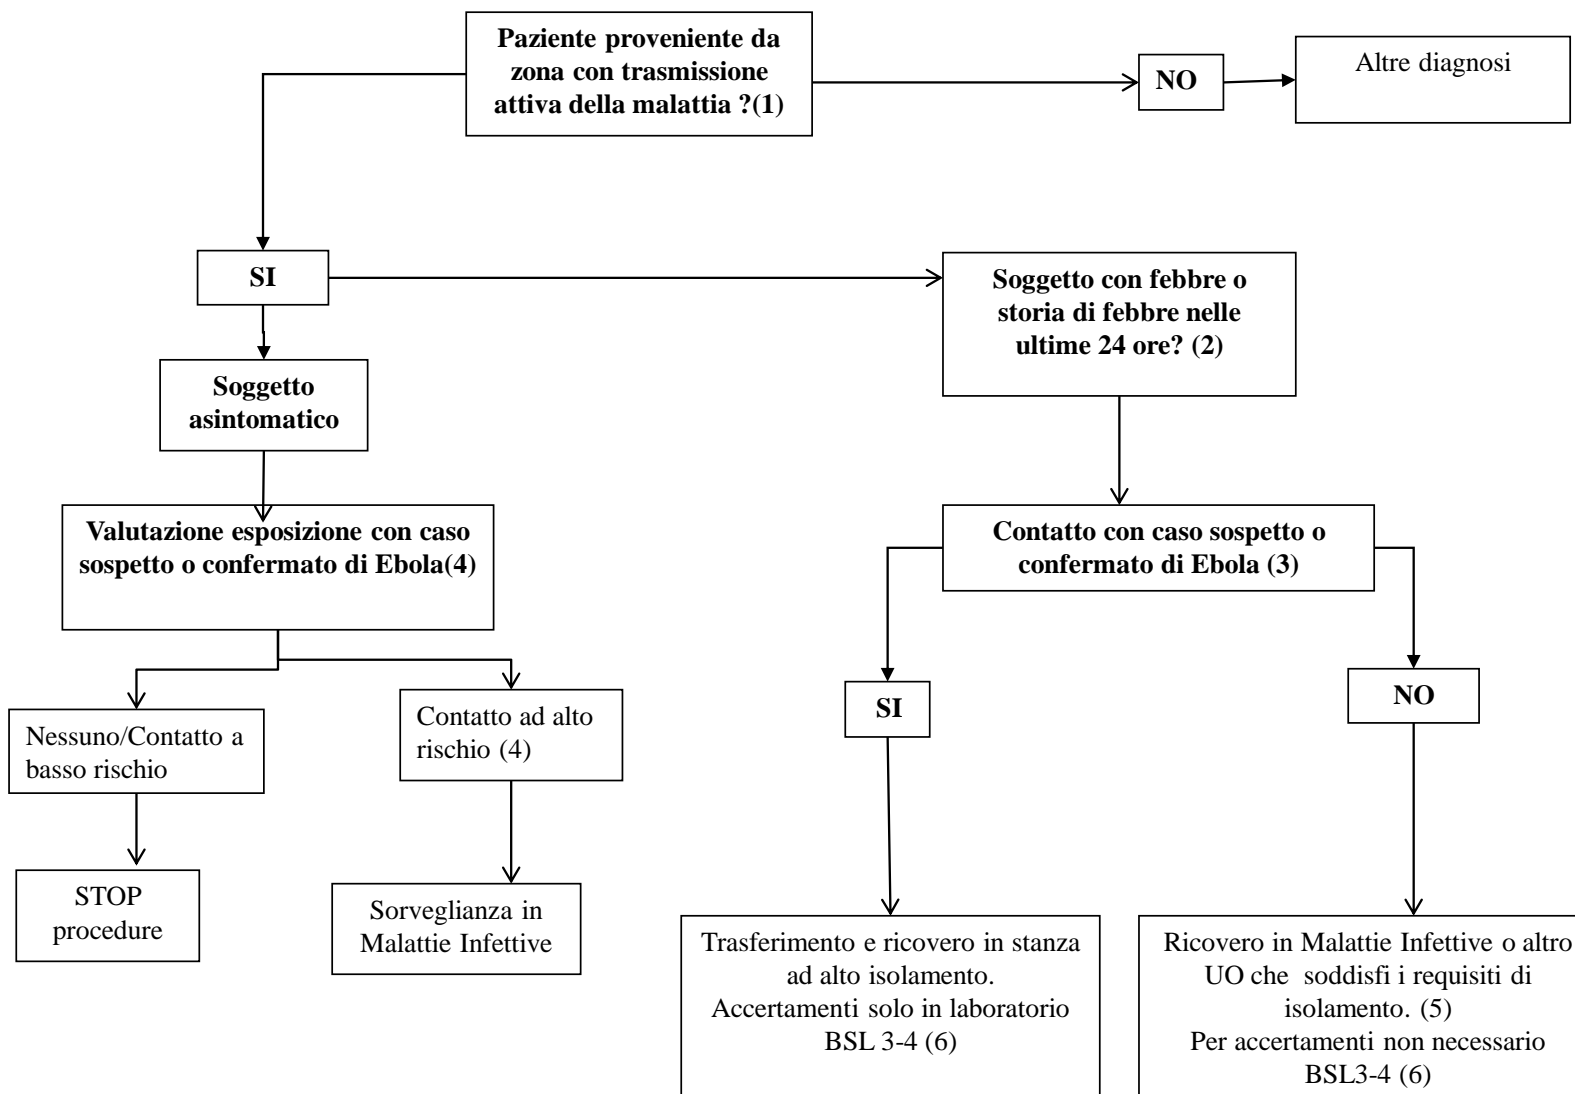 Paziente proveniente da
zona con trasmissione
attiva della malattia ?(1)
NO
Altre diagnosi
SI
Soggetto con febbre o
storia di febbre nelle
ultime 24 ore? (2)
Soggetto
asintomatico
Valutazione esposizione con caso
sospetto o confermato di Ebola(4)
Contatto con caso sospetto o
confermato di Ebola (3)
Nessuno/Contatto a
basso rischio
Contatto ad alto
rischio (4)
SI
NO
STOP
procedure
Sorveglianza in
Malattie Infettive
Trasferimento e ricovero in stanza
ad alto isolamento.
Accertamenti solo in laboratorio
BSL 3-4 (6)
Ricovero in Malattie Infettive o altro
UO che  soddisfi i requisiti di
isolamento. (5)
Per accertamenti non necessario
BSL3-4 (6)